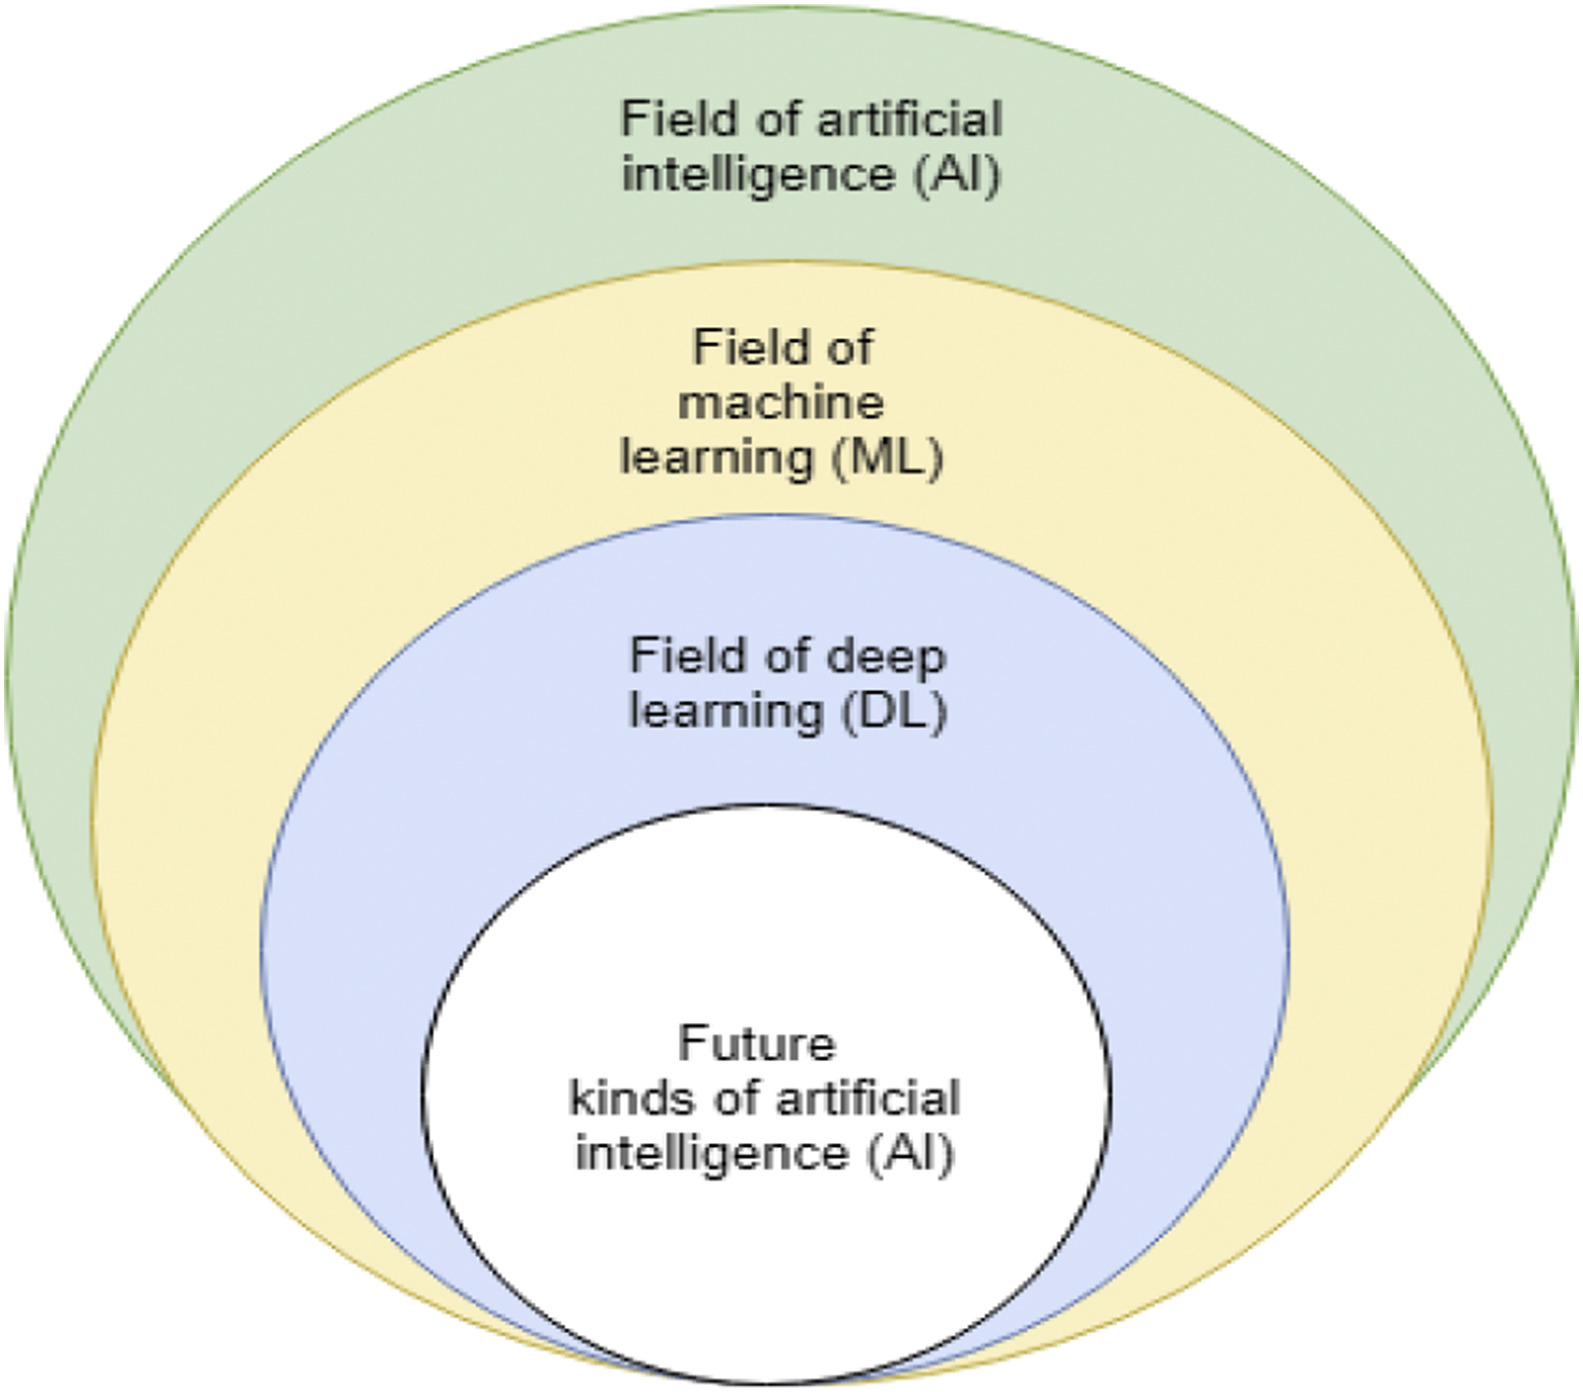 Field of artificial
intelligence (AI)
Field of
machine
learning (ML)
Field of deep
learning (DL)
Future
kinds of artificial
intelligence (AI)